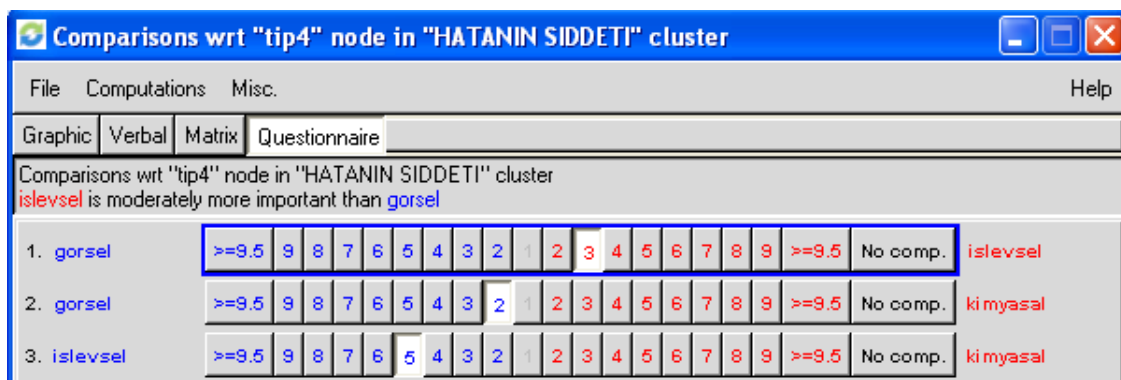 Comparisons wrt "tip4" node in "HATANIN SIDDETI" cluster
File Computations Misc. Help
Graphic Verbal Matrix Questionnaire
Comparisons wrt "tip4" node in "HATANIN SIDDETI" cluster
islevsel is moderately more important than gorsel
1. gorsel >=9.5 9 8 7 6 5 4 3 2 1 2 3 4 5 6 7 8 9 >=9.5 No comp. islevsel
2. gorsel >=9.5 9 8 7 6 5 4 3 2 1 2 3 4 5 6 7 8 9 >=9.5 No comp. kimyasal
3. islevsel >=9.5 9 8 7 6 5 4 3 2 1 2 3 4 5 6 7 8 9 >=9.5 No comp. kimyasal